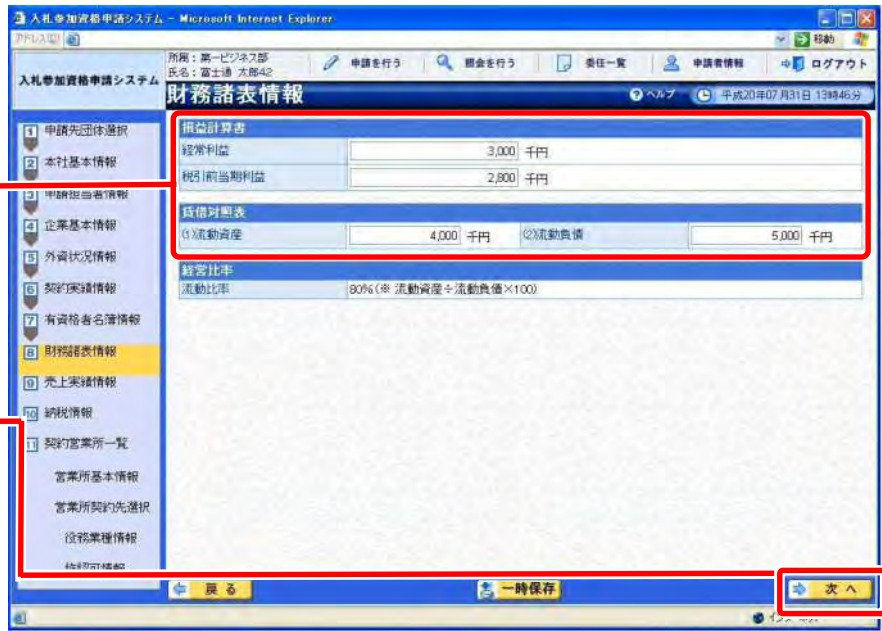 入札参加資格申請システム - Microsoft Internet Explorer
移動
入札参加資格申請システム
所属：第一ビジネス部
氏名：富士通 太郎42
申請を行う 照会を行う 委任一覧 申請者情報 ログアウト
財務諸表情報
ヘルプ 平成20年07月31日 13時46分
1 申請先団体選択
2 本社基本情報
3 申請担当者情報
4 企業基本情報
5 外資状況情報
6 契約実績情報
7 有資格者名簿情報
8 財務諸表情報
9 売上実績情報
10 納税情報
11 契約営業所一覧
営業所基本情報
営業所契約先選択
役務業種情報
許認可情報
損益計算書
経常利益 3,000 千円
税引前当期利益 2,800 千円
貸借対照表
(1)流動資産 4,000 千円 (2)流動負債 5,000 千円
経営比率
流動比率 80%(※ 流動資産÷流動負債×100)
戻る 一時保存 次へ